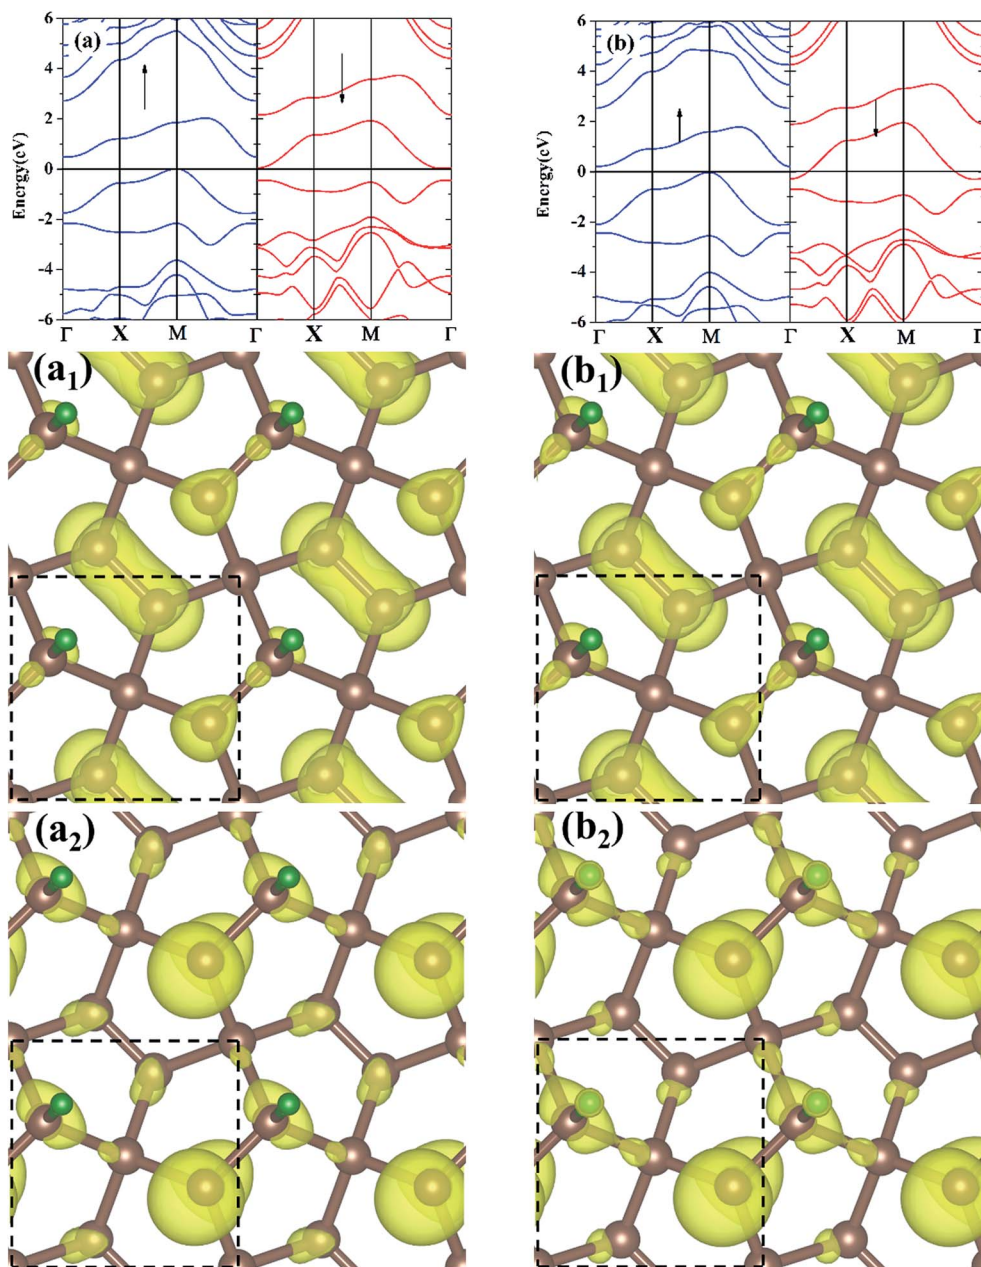 (a)
6
4
2
0
-2
-4
-6
Energy(eV)
Γ X M X M Γ
(b)
6
4
2
0
-2
-4
-6
Energy(eV)
Γ X M X M Γ
(a1)
(b1)
(a2)
(b2)